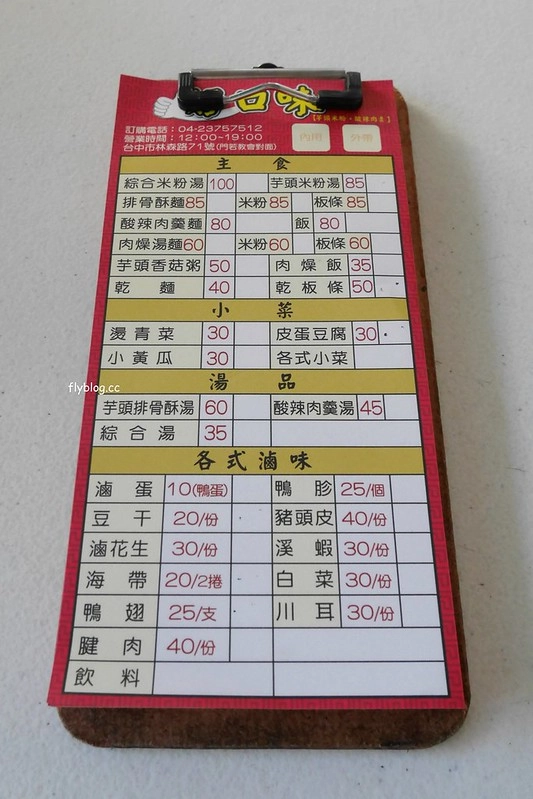 合味
【芋頭米粉・酸辣肉羹】
訂購電話：04-23757512
營業時間：12:00-19:00
台中市林森路71號(門若教會對面)
內用 外帶
主食
綜合米粉湯 100 芋頭米粉湯 85
排骨酥麵 85 米粉 85 板條 85
酸辣肉羹麵 80 飯 80
肉燥湯麵 60 米粉 60 板條 60
芋頭香菇粥 50 肉燥飯 35
乾麵 40 乾板條 50
小菜
燙青菜 30 皮蛋豆腐 30
小黃瓜 30 各式小菜
flyblog.cc
湯品
芋頭排骨酥湯 60 酸辣肉羹湯 45
綜合湯 35
各式滷味
滷蛋 10(鴨蛋) 鴨胗 25/個
豆干 20/份 豬頭皮 40/份
滷花生 30/份 溪蝦 30/份
海帶 20/2捲 白菜 30/份
鴨翅 25/支 川耳 30/份
腱肉 40/份
飲料